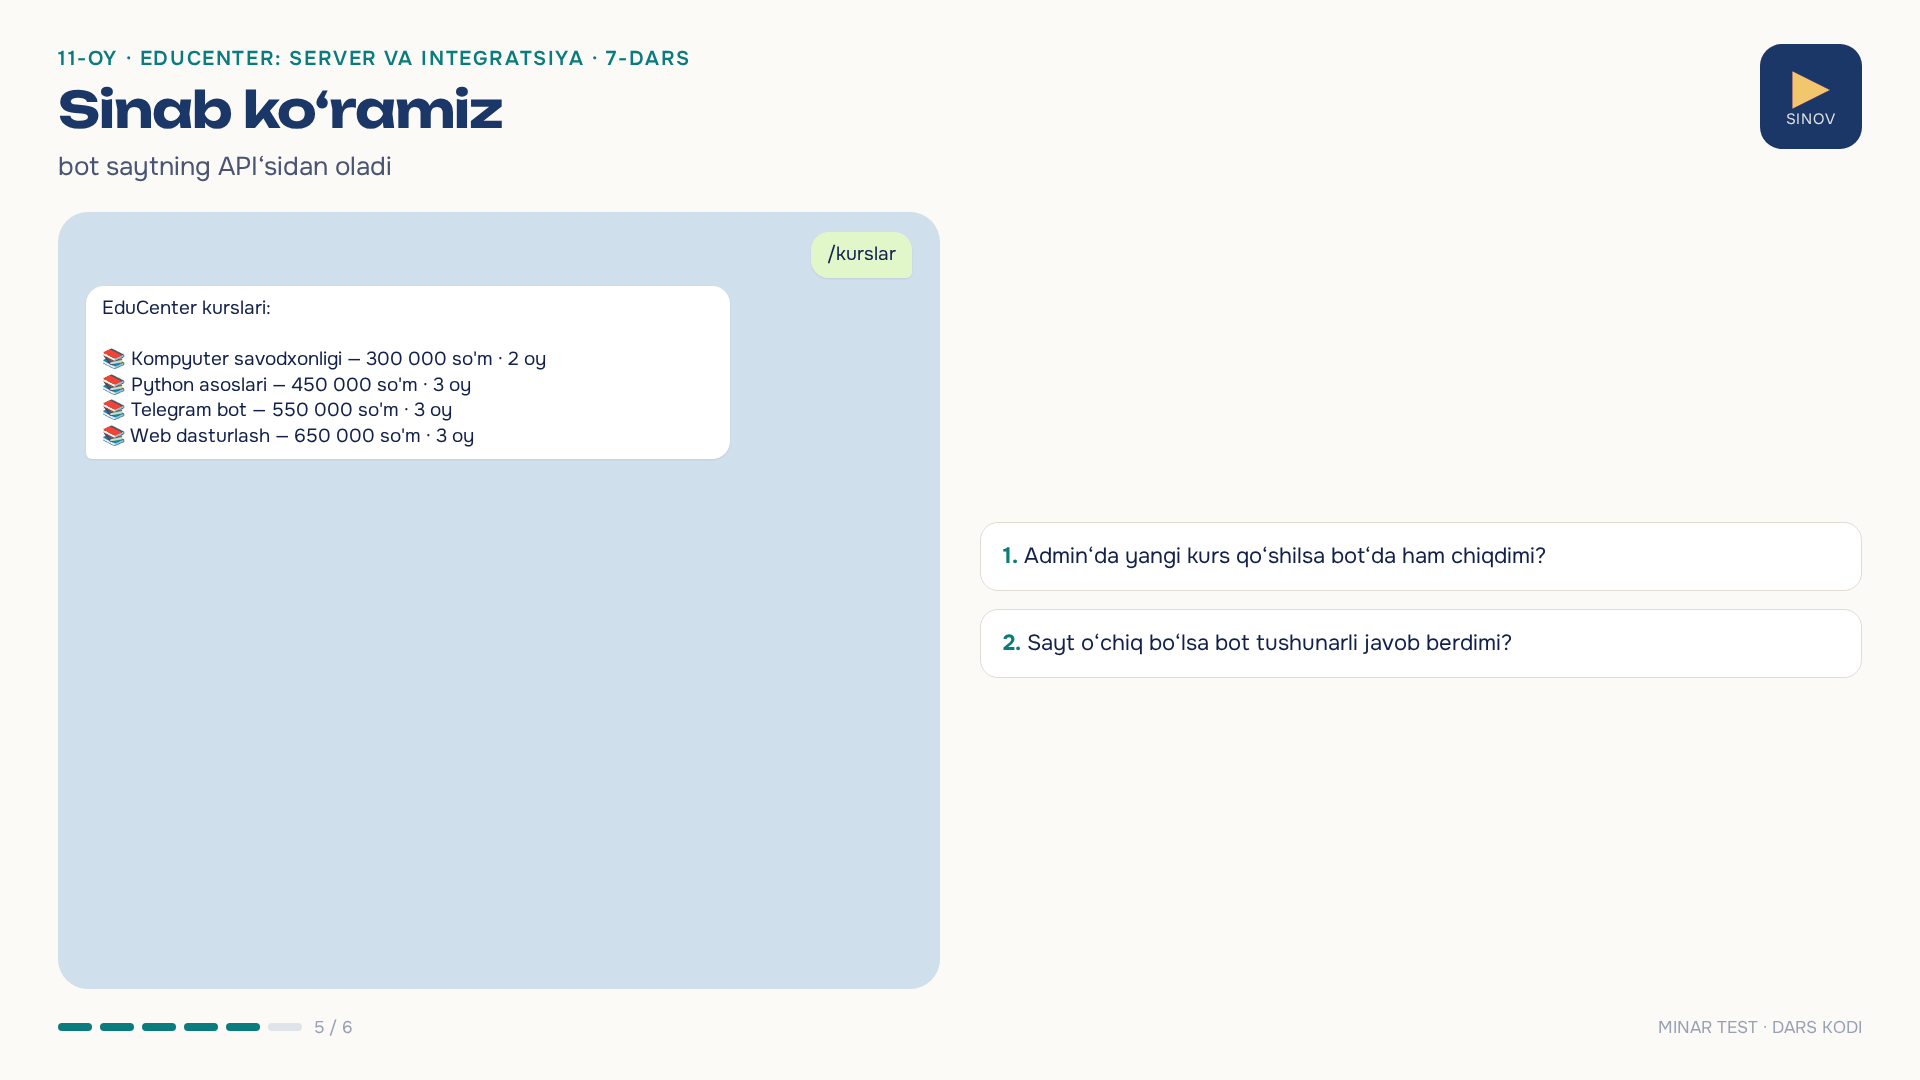 11-OY · EDUCENTER: SERVER VA INTEGRATSIYA · 7-DARS
Sinab ko‘ramiz
bot saytning API‘sidan oladi
SINOV
/kurslar
EduCenter kurslari:
📚 Kompyuter savodxonligi — 300 000 so'm · 2 oy
📚 Python asoslari — 450 000 so'm · 3 oy
📚 Telegram bot — 550 000 so'm · 3 oy
📚 Web dasturlash — 650 000 so'm · 3 oy
1. Admin‘da yangi kurs qo‘shilsa bot‘da ham chiqdimi?
2. Sayt o‘chiq bo‘lsa bot tushunarli javob berdimi?
5 / 6
MINAR TEST · DARS KODI